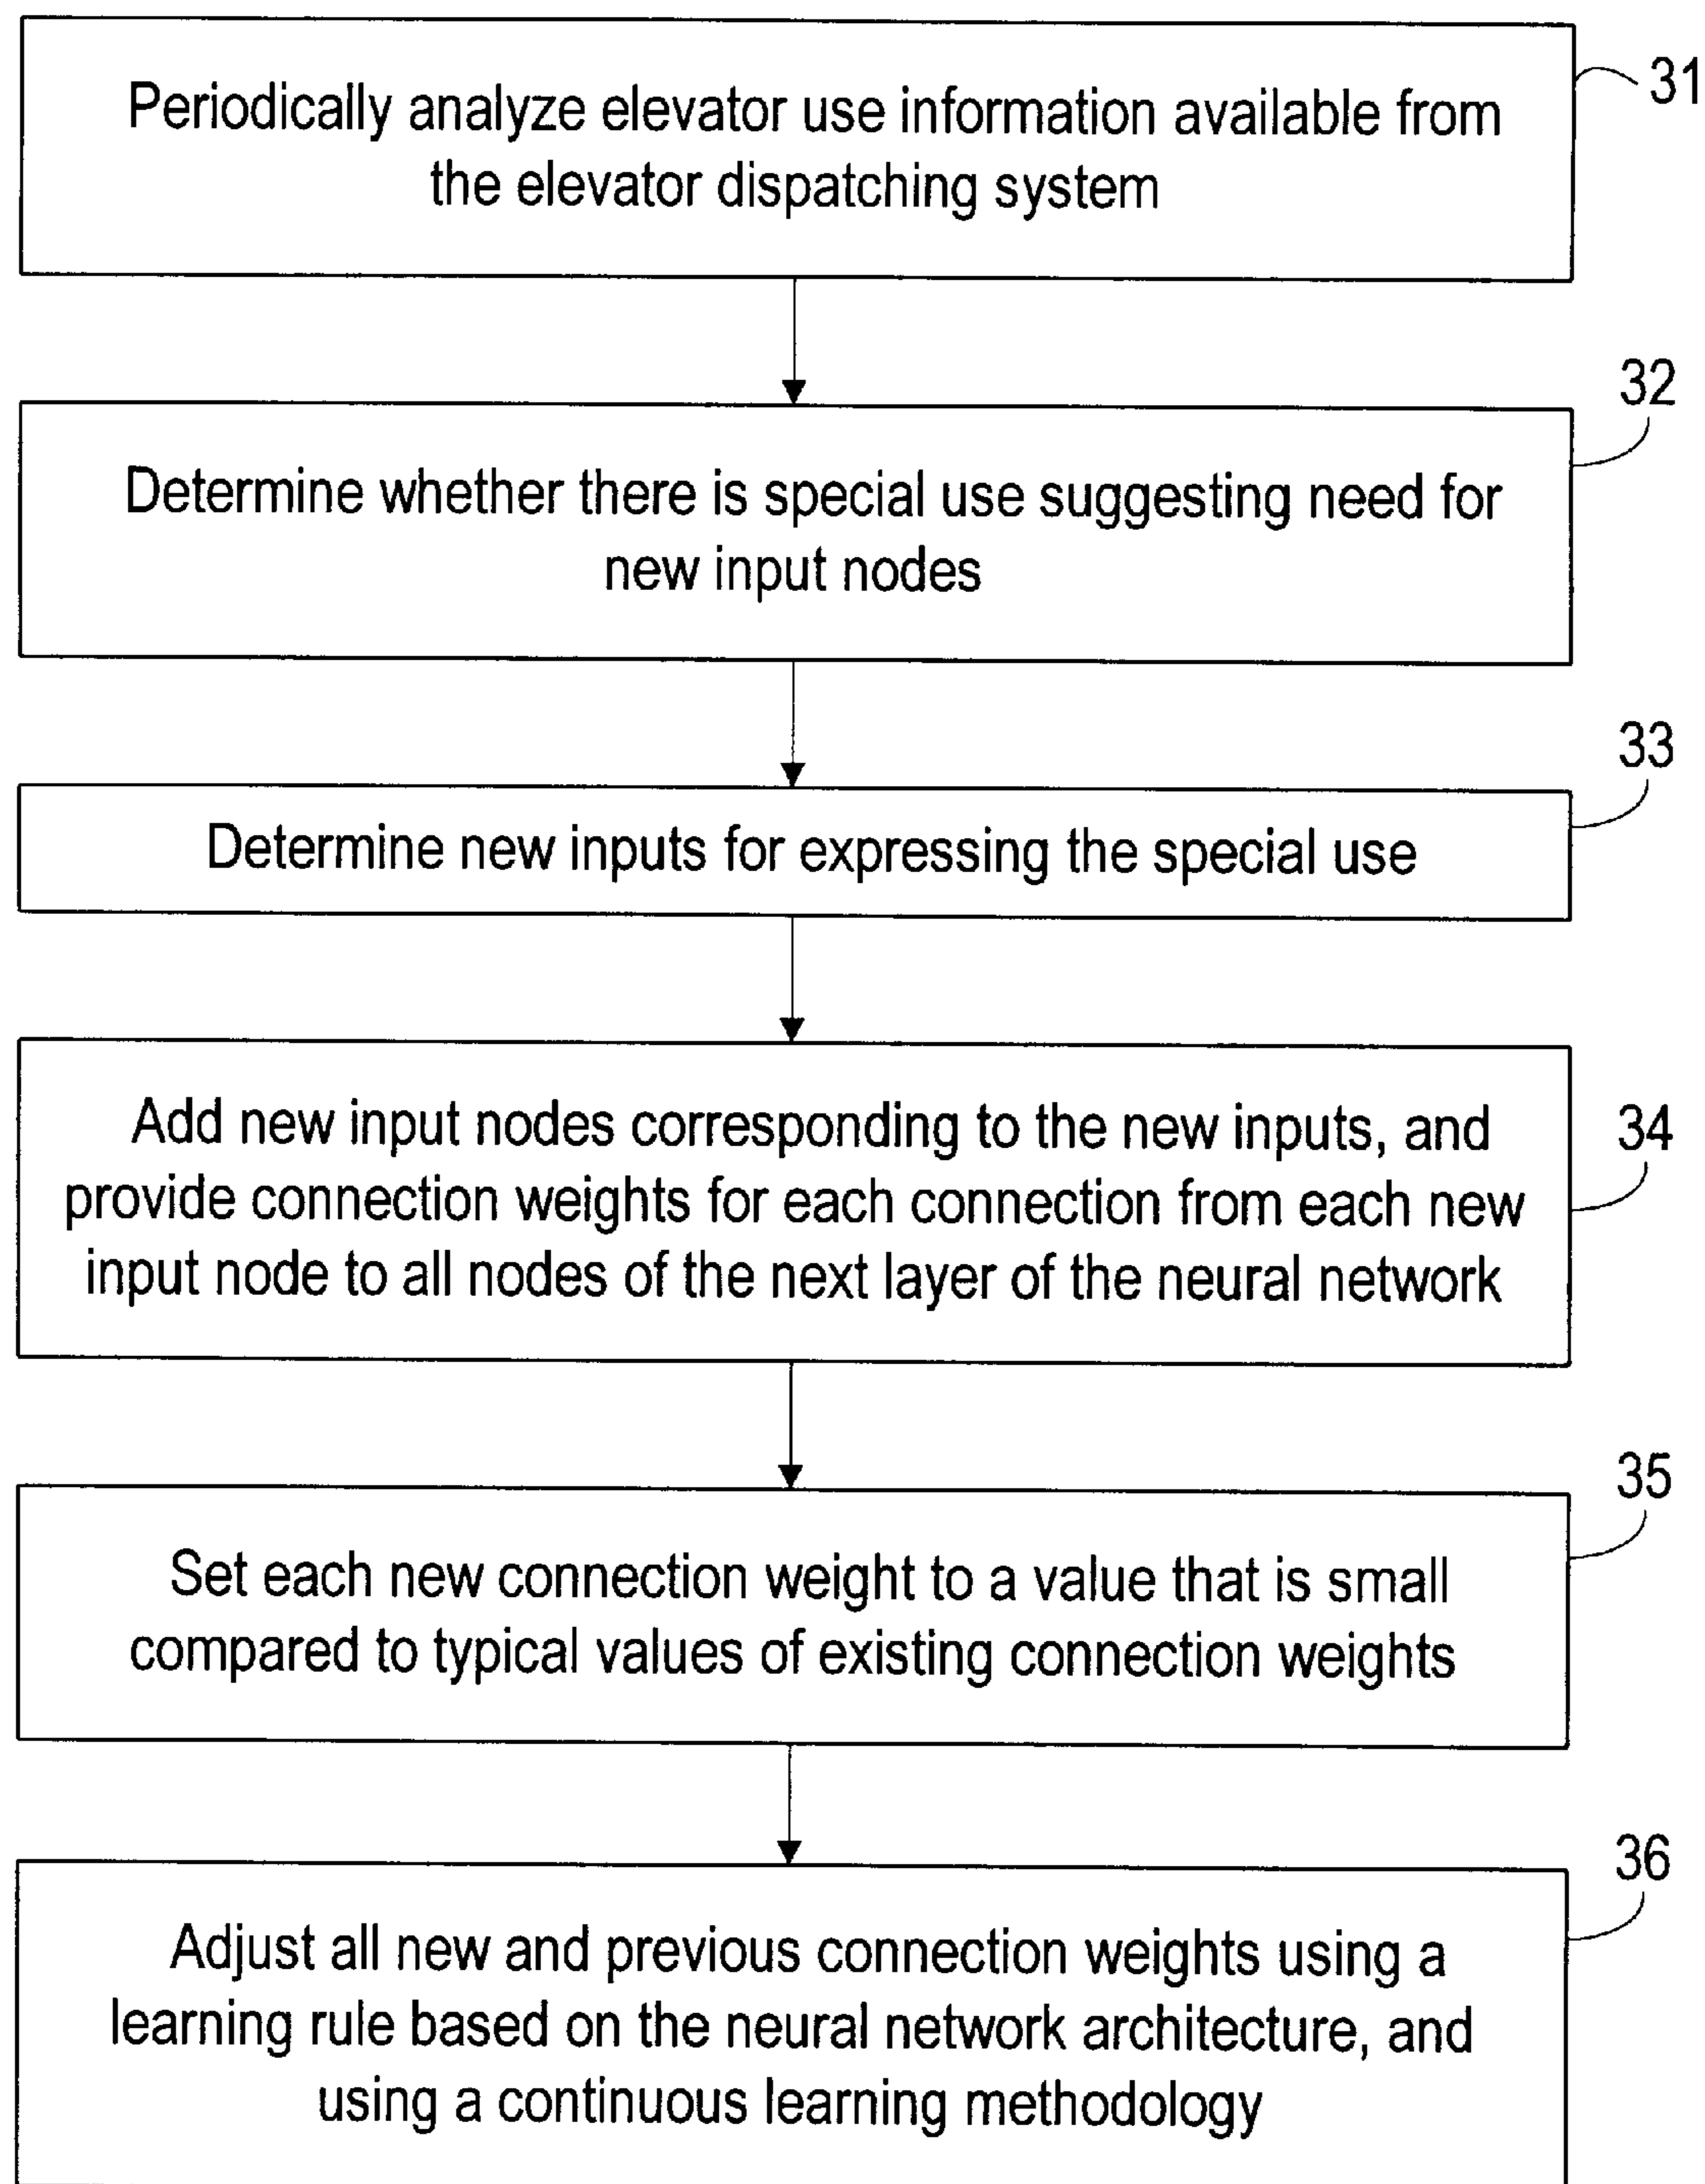 Periodically analyze elevator use information available from
the elevator dispatching system
31
32
Determine whether there is special use suggesting need for
new input nodes
33
Determine new inputs for expressing the special use
Add new input nodes corresponding to the new inputs, and
provide connection weights for each connection from each new
input node to all nodes of the next layer of the neural network
34
35
Set each new connection weight to a value that is small
compared to typical values of existing connection weights
36
Adjust all new and previous connection weights using a
learning rule based on the neural network architecture, and
using a continuous learning methodology